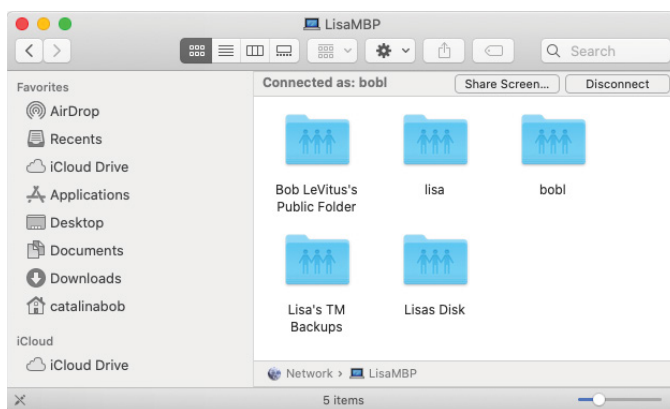 LisaMBP
Search
Favorites
AirDrop
Recents
iCloud Drive
Applications
Desktop
Documents
Downloads
catalinabob
iCloud
iCloud Drive
Connected as: bobl
Share Screen...
Disconnect
Bob LeVitus's
Public Folder
lisa
bobl
Lisa's TM
Backups
Lisas Disk
Network › LisaMBP
5 items